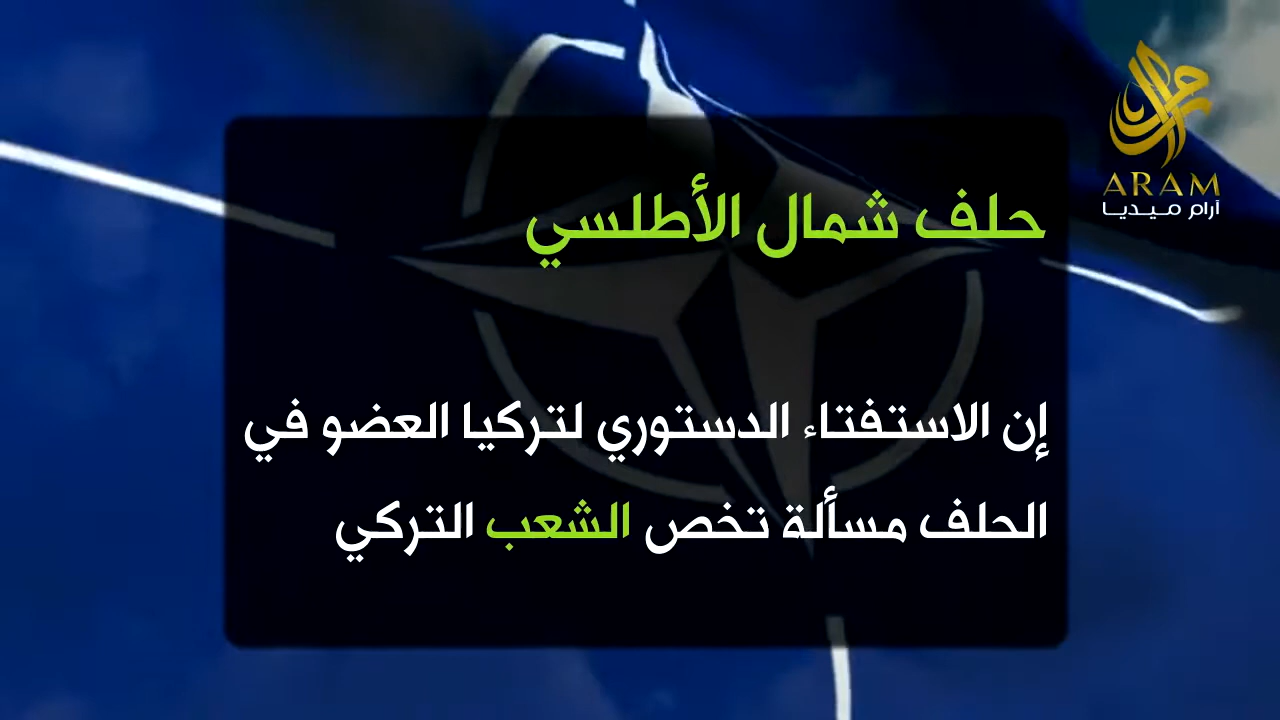 ARAM
آرام ميديا
حلف شمال الأطلسي
إن الاستفتاء الدستوري لتركيا العضو في
الحلف مسألة تخص الشعب التركي